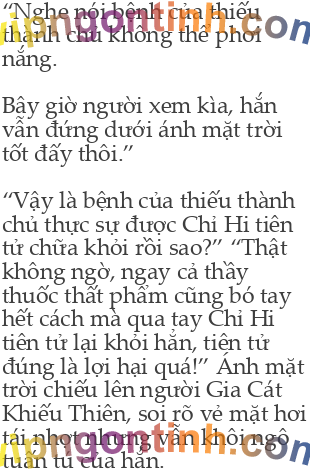 “Nghe nói bệnh của thiếu
thành chủ không thể phơi
nắng.
Bây giờ người xem kìa, hắn
vẫn đứng dưới ánh mặt trời
tốt đấy thôi.”
“Vậy là bệnh của thiếu thành
chủ thực sự được Chỉ Hi tiên
tử chữa khỏi rồi sao?” “Thật
không ngờ, ngay cả thầy
thuốc thất phẩm cũng bó tay
hết cách mà qua tay Chỉ Hi
tiên tử lại khỏi hẳn, tiên tử
đúng là lợi hại quá!” Ánh mặt
trời chiếu lên người Gia Cát
Khiếu Thiên, soi rõ vẻ mặt hơi
tái nhợt nhưng vẫn khôi ngô
tuấn tú của hắn.
vipngontinh.com
vipngontinh.com